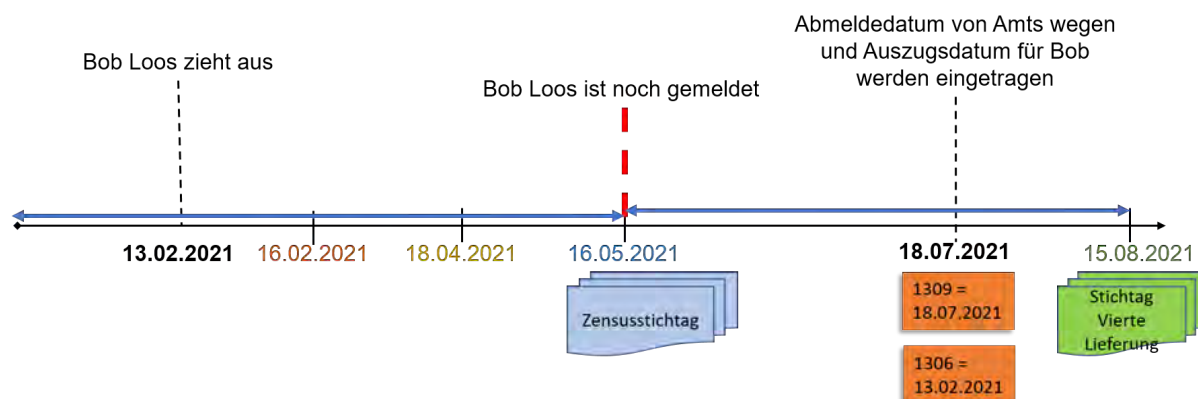 Abmeldedatum von Amts wegen
und Auszugsdatum für Bob
werden eingetragen
Bob Loos zieht aus
Bob Loos ist noch gemeldet
13.02.2021
16.02.2021
18.04.2021
16.05.2021
18.07.2021
15.08.2021
Zensusstichtag
1309 =
18.07.2021
1306 =
13.02.2021
Stichtag
Vierte
Lieferung